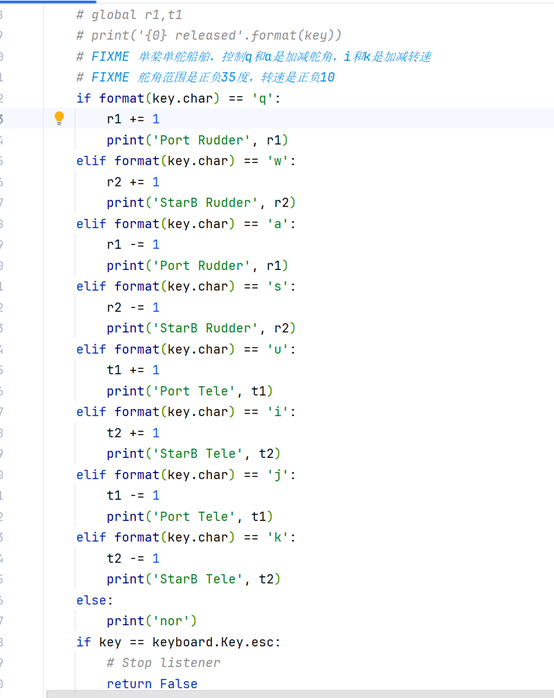 # global r1,t1
# print('{0} released'.format(key))
# FIXME 单桨单舵船舶，控制q和a是加减舵角，i和k是加减转速
# FIXME 舵角范围是正负35度，转速是正负10
if format(key.char) == 'q':
r1 += 1
print('Port Rudder', r1)
elif format(key.char) == 'w':
r2 += 1
print('StarB Rudder', r2)
elif format(key.char) == 'a':
r1 -= 1
print('Port Rudder', r1)
elif format(key.char) == 's':
r2 -= 1
print('StarB Rudder', r2)
elif format(key.char) == 'u':
t1 += 1
print('Port Tele', t1)
elif format(key.char) == 'i':
t2 += 1
print('StarB Tele', t2)
elif format(key.char) == 'j':
t1 -= 1
print('Port Tele', t1)
elif format(key.char) == 'k':
t2 -= 1
print('StarB Tele', t2)
else:
print('nor')
if key == keyboard.Key.esc:
# Stop listener
return False